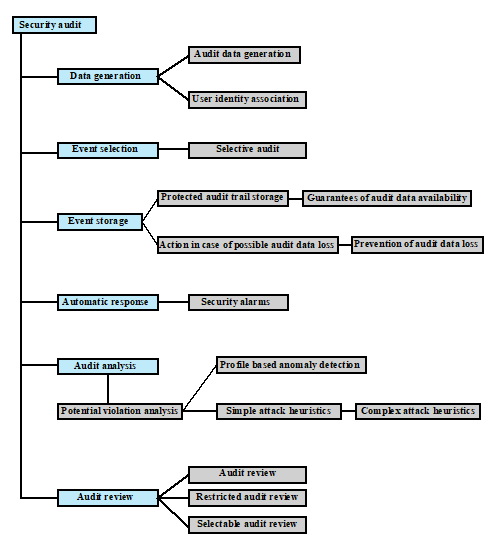 Security audit
Audit data generation
Data generation
User identity association
Event selection
Selective audit
Protected audit trail storage
Guarantees of audit data availability
Event storage
Action in case of possible audit data loss
Prevention of audit data loss
Automatic response
Security alarms
Profile based anomaly detection
Audit analysis
Potential violation analysis
Simple attack heuristics
Complex attack heuristics
Audit review
Audit review
Restricted audit review
Selectable audit review